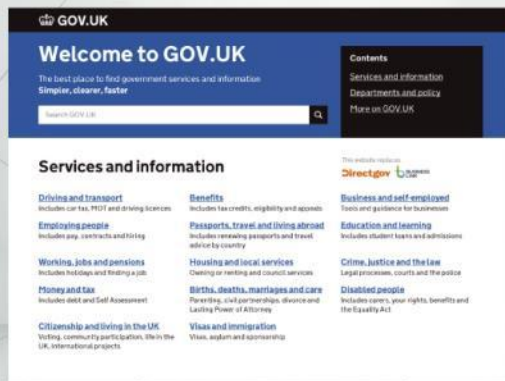 GOV.UK
Welcome to GOV.UK
The best place to find government services and information
Simpler, clearer, faster
Search GOV.UK
Contents
Services and information
Departments and policy
More on GOV.UK
Services and information
This website replaces
Directgov
BUSINESS LINK
Driving and transport
Includes car tax, MOT and driving licences
Benefits
Includes tax credits, eligibility and appeals
Business and self-employed
Tools and guidance for businesses
Employing people
Includes pay, contracts and hiring
Passports, travel and living abroad
Includes renewing passports and travel
advice by country
Education and learning
Includes student loans and admissions
Working, jobs and pensions
Includes holidays and finding a job
Housing and local services
Owning or renting and council services
Crime, justice and the law
Legal processes, courts and the police
Money and tax
Includes debt and Self Assessment
Births, deaths, marriages and care
Parenting, civil partnerships, divorce and
Lasting Power of Attorney
Disabled people
Includes carers, your rights, benefits and
the Equality Act
Citizenship and living in the UK
Voting, community participation, life in the
UK, international projects
Visas and immigration
Visas, asylum and sponsorship